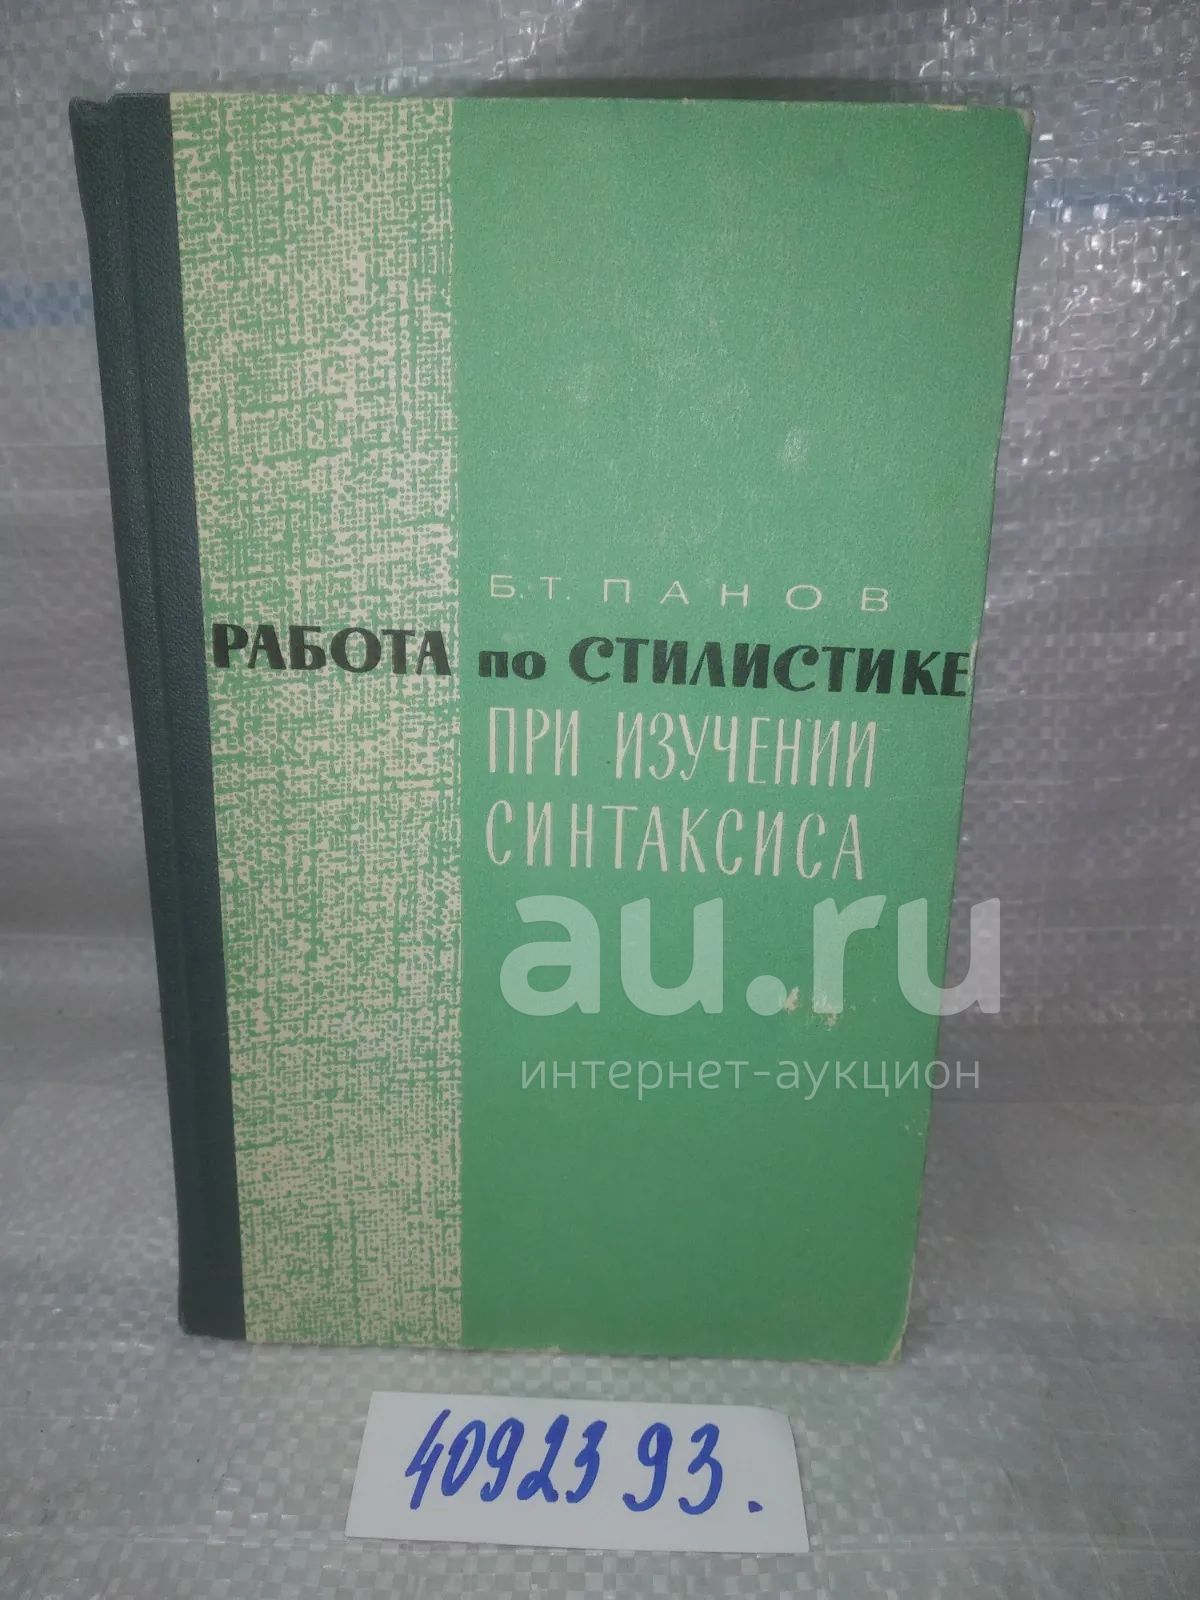 Б. Т. ПАНОВ
РАБОТА по СТИЛИСТИКЕ
ПРИ ИЗУЧЕНИИ
СИНТАКСИСА
au.ru
интернет-аукцион
4092393.